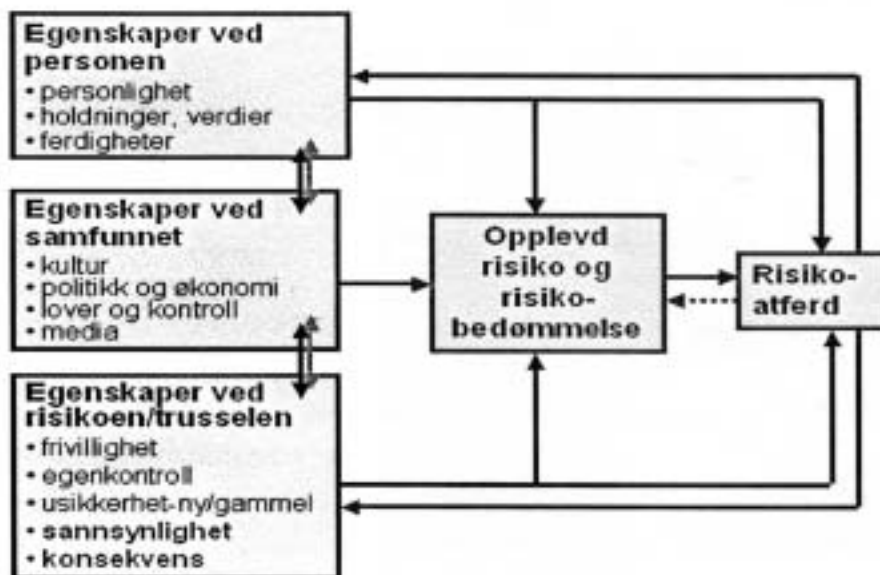 Egenskaper ved
personen
• personlighet
• holdninger, verdier
• ferdigheter
Egenskaper ved
samfunnet
• kultur
• politikk og økonomi
• lover og kontroll
• media
Egenskaper ved
risikoen/trusselen
• frivillighet
• egenkontroll
• usikkerhet-ny/gammel
• sannsynlighet
• konsekvens
Opplevd
risiko og
risiko-
bedømmelse
Risiko-
atferd